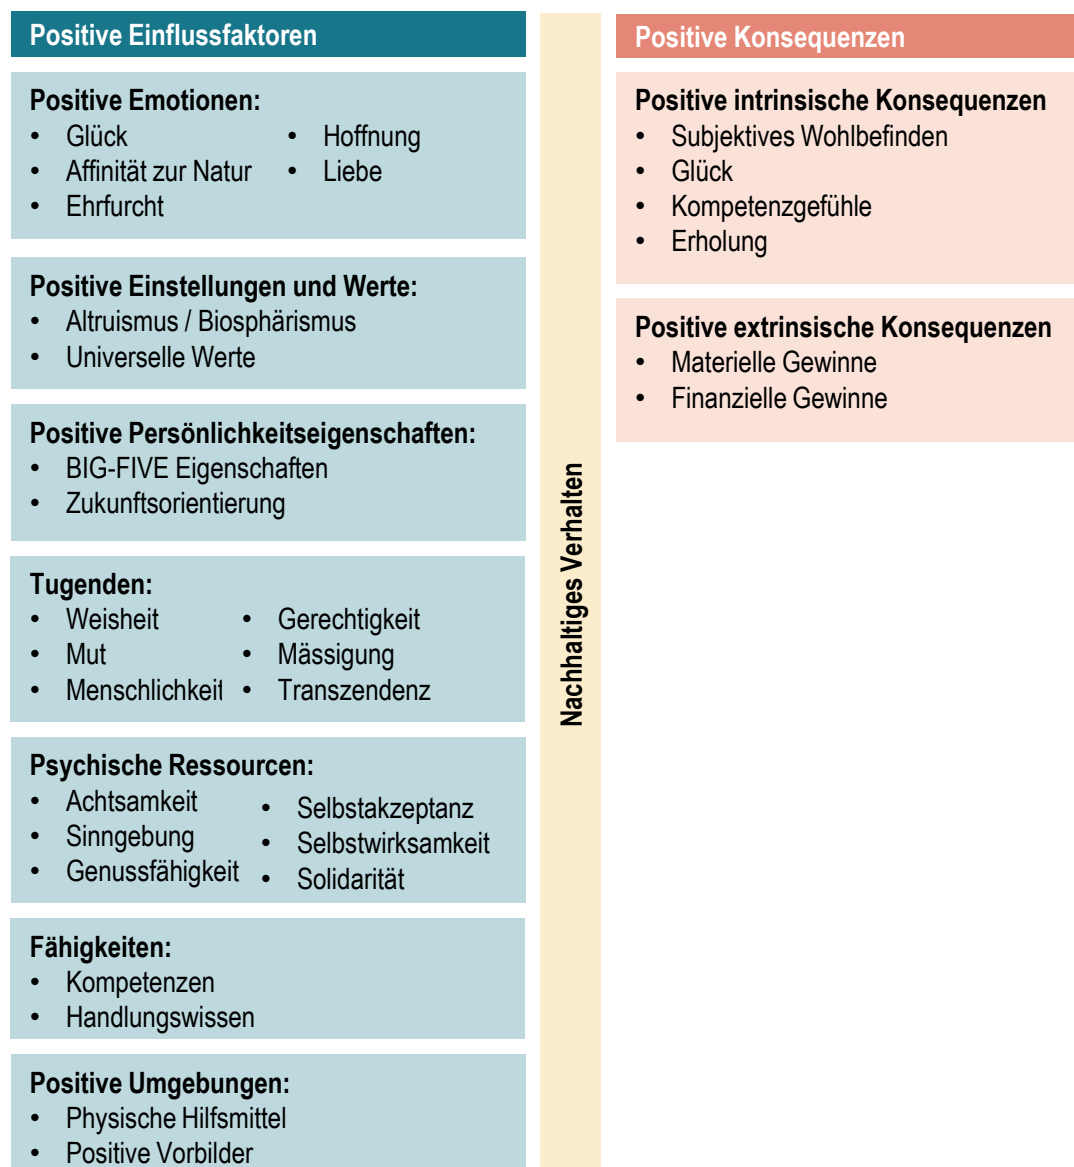 Positive Einflussfaktoren
Positive Emotionen:
• Glück
• Affinität zur Natur
• Ehrfurcht
• Hoffnung
• Liebe
Positive Einstellungen und Werte:
• Altruismus / Biosphärismus
• Universelle Werte
Positive Persönlichkeitseigenschaften:
• BIG-FIVE Eigenschaften
• Zukunftsorientierung
Tugenden:
• Weisheit
• Mut
• Menschlichkeit
• Gerechtigkeit
• Mässigung
• Transzendenz
Psychische Ressourcen:
• Achtsamkeit
• Sinngebung
• Genussfähigkeit
• Selbstakzeptanz
• Selbstwirksamkeit
• Solidarität
Fähigkeiten:
• Kompetenzen
• Handlungswissen
Positive Umgebungen:
• Physische Hilfsmittel
• Positive Vorbilder
Nachhaltiges Verhalten
Positive Konsequenzen
Positive intrinsische Konsequenzen
• Subjektives Wohlbefinden
• Glück
• Kompetenzgefühle
• Erholung
Positive extrinsische Konsequenzen
• Materielle Gewinne
• Finanzielle Gewinne